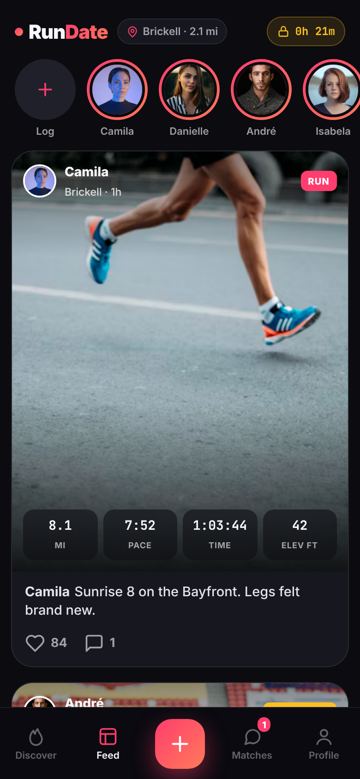 RunDate
Brickell · 2.1 mi
0h 21m
Log
Camila
Danielle
André
Isabela
Camila
Brickell · 1h
RUN
8.1
MI
7:52
PACE
1:03:44
TIME
42
ELEV FT
Camila Sunrise 8 on the Bayfront. Legs felt
brand new.
84
1
André
1
Discover
Feed
Matches
Profile